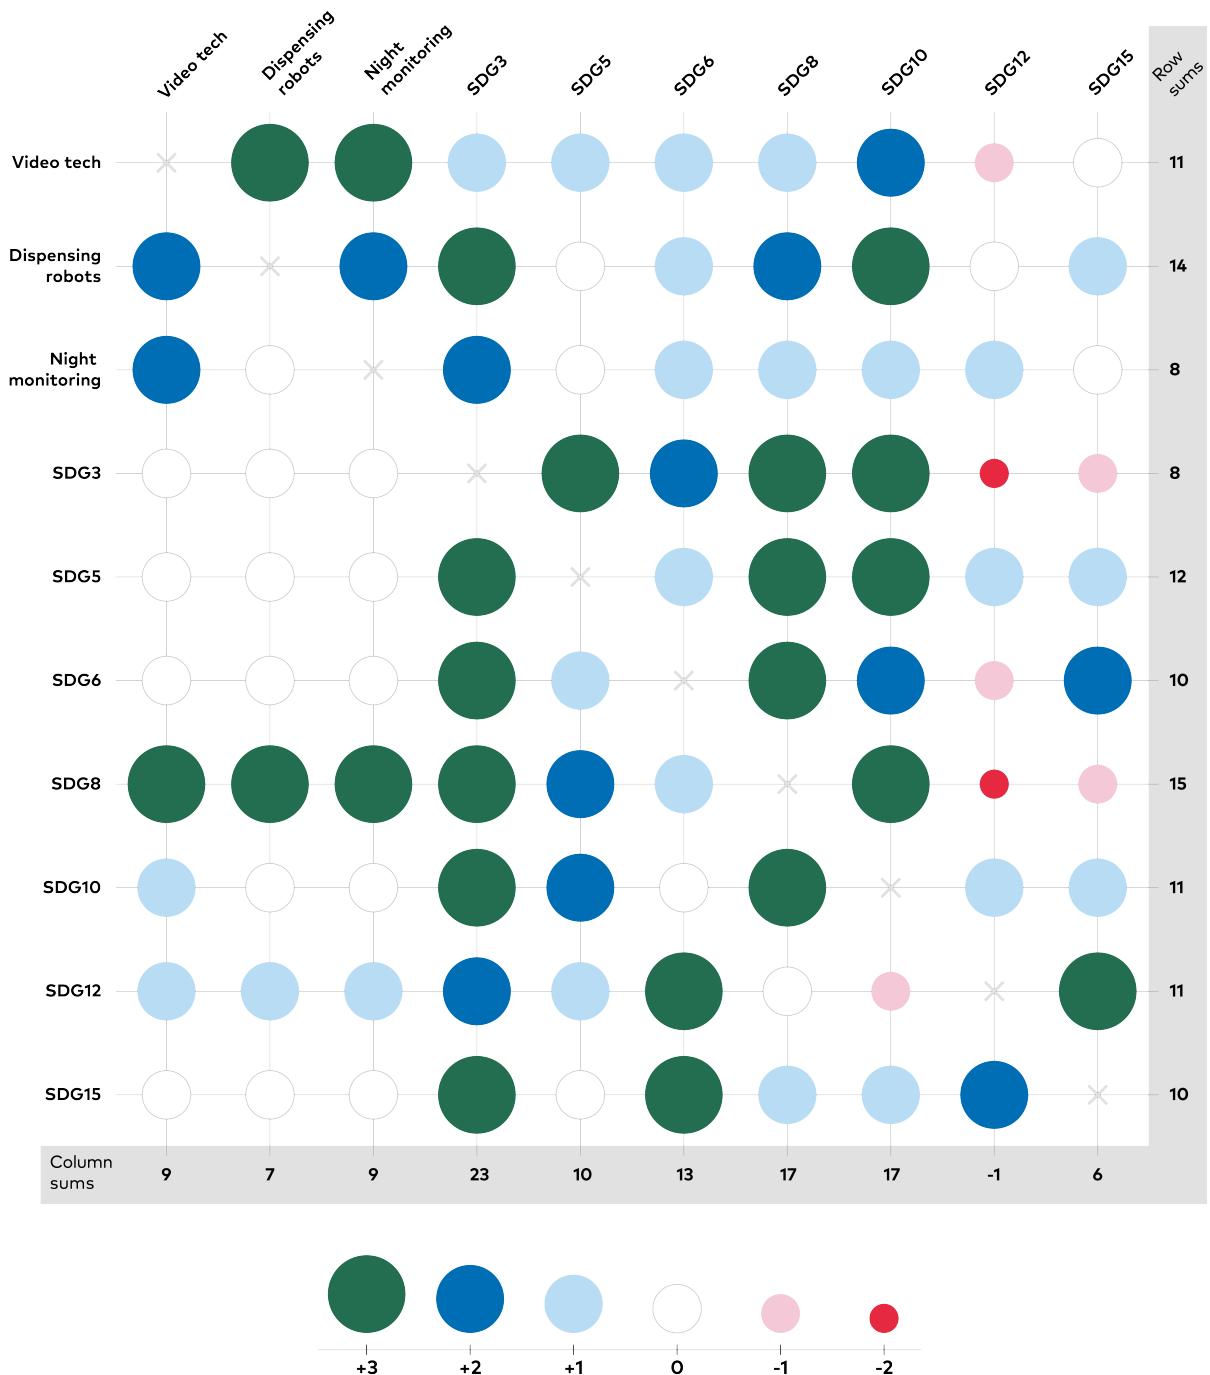 Video tech
Dispensing
robots
Night
monitoring
SDG3
SDG5
SDG6
SDG8
SDG10
SDG12
SDG15
Row
sums
Video tech
11
Dispensing
robots
14
Night
monitoring
8
SDG3
8
SDG5
12
SDG6
10
SDG8
15
SDG10
11
SDG12
11
SDG15
10
Column
sums
9 7 9 23 10 13 17 17 -1 6
+3 +2 +1 0 -1 -2